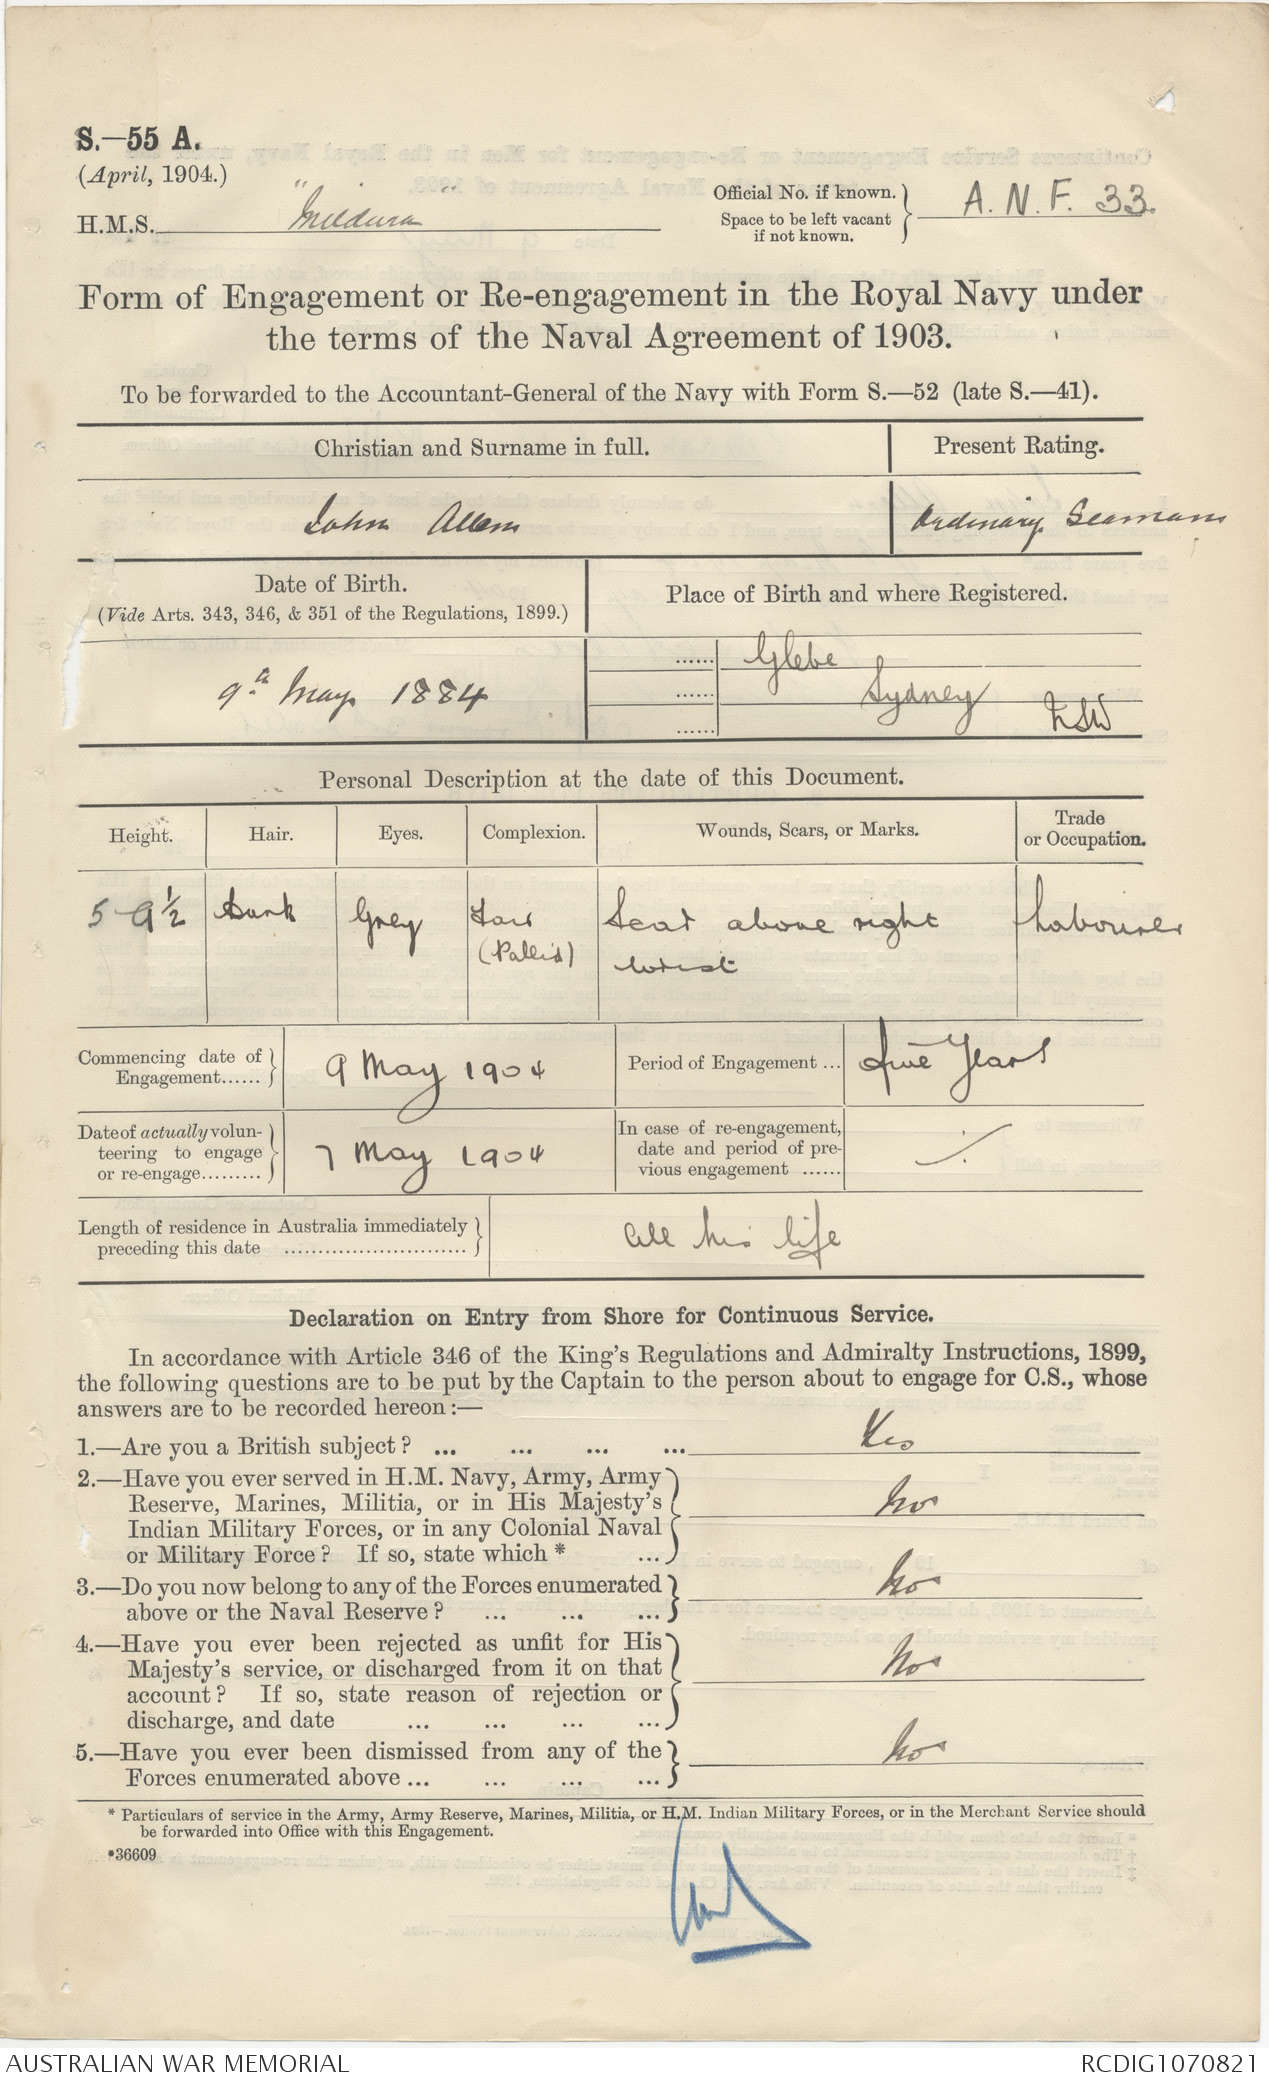 S.—55 A.
(April, 1904.)
H.M.S. "Mildura"
Official No. if known.
Space to be left vacant
if not known.
A. N. F. 33.
Form of Engagement or Re-engagement in the Royal Navy under
the terms of the Naval Agreement of 1903.
To be forwarded to the Accountant-General of the Navy with Form S.—52 (late S.—41).
Christian and Surname in full.
Present Rating.
John Allen
Ordinary Seaman
Date of Birth.
(Vide Arts. 343, 346, & 351 of the Regulations, 1899.)
Place of Birth and where Registered.
9th May 1884
...... Glebe
...... Sydney
...... NSW
Personal Description at the date of this Document.
Height. Hair. Eyes. Complexion. Wounds, Scars, or Marks. Trade
or Occupation.
5 9½ Dark Grey Fair Scar above right Labourer
(Pallid) wrist
Commencing date of
Engagement......
9 May 1904
Period of Engagement ...
five Years
Date of actually volun-
teering to engage
or re-engage.........
7 May 1904
In case of re-engagement,
date and period of pre-
vious engagement ......
Length of residence in Australia immediately
preceding this date ...........................
all his life
Declaration on Entry from Shore for Continuous Service.
In accordance with Article 346 of the King's Regulations and Admiralty Instructions, 1899,
the following questions are to be put by the Captain to the person about to engage for C.S., whose
answers are to be recorded hereon:—
1.—Are you a British subject? ... ... ... ... Yes
2.—Have you ever served in H.M. Navy, Army, Army
Reserve, Marines, Militia, or in His Majesty's
Indian Military Forces, or in any Colonial Naval
or Military Force? If so, state which * ...
No
3.—Do you now belong to any of the Forces enumerated
above or the Naval Reserve? ... ... ...
No
4.—Have you ever been rejected as unfit for His
Majesty's service, or discharged from it on that
account? If so, state reason of rejection or
discharge, and date ... ... ... ...
No
5.—Have you ever been dismissed from any of the
Forces enumerated above ... ... ... ...
No
* Particulars of service in the Army, Army Reserve, Marines, Militia, or H.M. Indian Military Forces, or in the Merchant Service should
be forwarded into Office with this Engagement.
*36609
AUSTRALIAN WAR MEMORIAL
RCDIG1070821